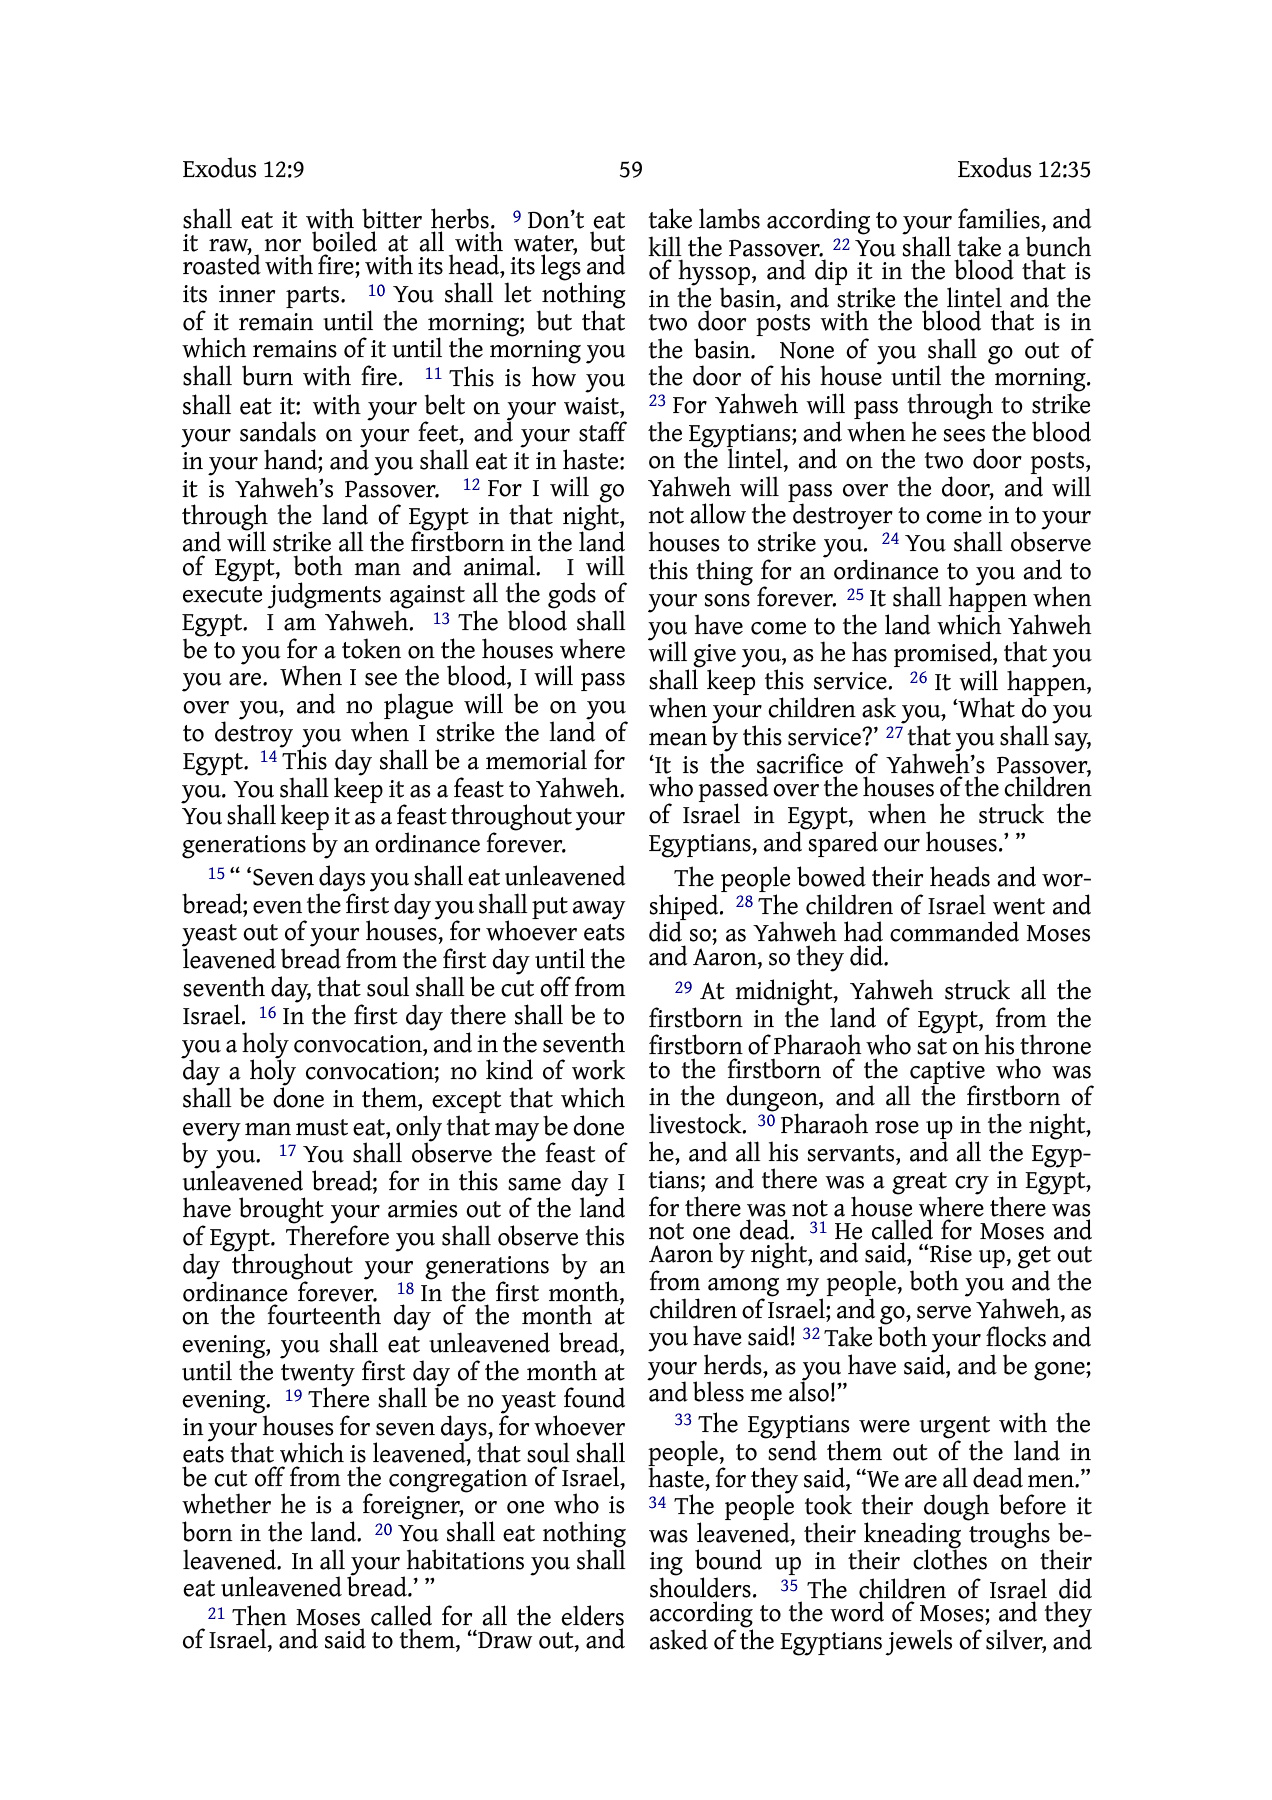 Exodus 12:9 59 Exodus 12:35
shall eat it with bitter herbs. 9 Don’t eat
it raw, nor boiled at all with water, but
roasted with fire; with its head, its legs and
its inner parts. 10 You shall let nothing
of it remain until the morning; but that
which remains of it until the morning you
shall burn with fire. 11 This is how you
shall eat it: with your belt on your waist,
your sandals on your feet, and your staff
in your hand; and you shall eat it in haste:
it is Yahweh’s Passover. 12 For I will go
through the land of Egypt in that night,
and will strike all the firstborn in the land
of Egypt, both man and animal. I will
execute judgments against all the gods of
Egypt. I am Yahweh. 13 The blood shall
be to you for a token on the houses where
you are. When I see the blood, I will pass
over you, and no plague will be on you
to destroy you when I strike the land of
Egypt. 14 This day shall be a memorial for
you. You shall keep it as a feast to Yahweh.
You shall keep it as a feast throughout your
generations by an ordinance forever.
15 “ ‘Seven days you shall eat unleavened
bread; even the first day you shall put away
yeast out of your houses, for whoever eats
leavened bread from the first day until the
seventh day, that soul shall be cut off from
Israel. 16 In the first day there shall be to
you a holy convocation, and in the seventh
day a holy convocation; no kind of work
shall be done in them, except that which
every man must eat, only that may be done
by you. 17 You shall observe the feast of
unleavened bread; for in this same day I
have brought your armies out of the land
of Egypt. Therefore you shall observe this
day throughout your generations by an
ordinance forever. 18 In the first month,
on the fourteenth day of the month at
evening, you shall eat unleavened bread,
until the twenty first day of the month at
evening. 19 There shall be no yeast found
in your houses for seven days, for whoever
eats that which is leavened, that soul shall
be cut off from the congregation of Israel,
whether he is a foreigner, or one who is
born in the land. 20 You shall eat nothing
leavened. In all your habitations you shall
eat unleavened bread.’ ”
21 Then Moses called for all the elders
of Israel, and said to them, “Draw out, and
take lambs according to your families, and
kill the Passover. 22 You shall take a bunch
of hyssop, and dip it in the blood that is
in the basin, and strike the lintel and the
two door posts with the blood that is in
the basin. None of you shall go out of
the door of his house until the morning.
23 For Yahweh will pass through to strike
the Egyptians; and when he sees the blood
on the lintel, and on the two door posts,
Yahweh will pass over the door, and will
not allow the destroyer to come in to your
houses to strike you. 24 You shall observe
this thing for an ordinance to you and to
your sons forever. 25 It shall happen when
you have come to the land which Yahweh
will give you, as he has promised, that you
shall keep this service. 26 It will happen,
when your children ask you, ‘What do you
mean by this service?’ 27 that you shall say,
‘It is the sacrifice of Yahweh’s Passover,
who passed over the houses of the children
of Israel in Egypt, when he struck the
Egyptians, and spared our houses.’ ”
The people bowed their heads and wor-
shiped. 28 The children of Israel went and
did so; as Yahweh had commanded Moses
and Aaron, so they did.
29 At midnight, Yahweh struck all the
firstborn in the land of Egypt, from the
firstborn of Pharaoh who sat on his throne
to the firstborn of the captive who was
in the dungeon, and all the firstborn of
livestock. 30 Pharaoh rose up in the night,
he, and all his servants, and all the Egyp-
tians; and there was a great cry in Egypt,
for there was not a house where there was
not one dead. 31 He called for Moses and
Aaron by night, and said, “Rise up, get out
from among my people, both you and the
children of Israel; and go, serve Yahweh, as
you have said! 32 Take both your flocks and
your herds, as you have said, and be gone;
and bless me also!”
33 The Egyptians were urgent with the
people, to send them out of the land in
haste, for they said, “We are all dead men.”
34 The people took their dough before it
was leavened, their kneading troughs be-
ing bound up in their clothes on their
shoulders. 35 The children of Israel did
according to the word of Moses; and they
asked of the Egyptians jewels of silver, and